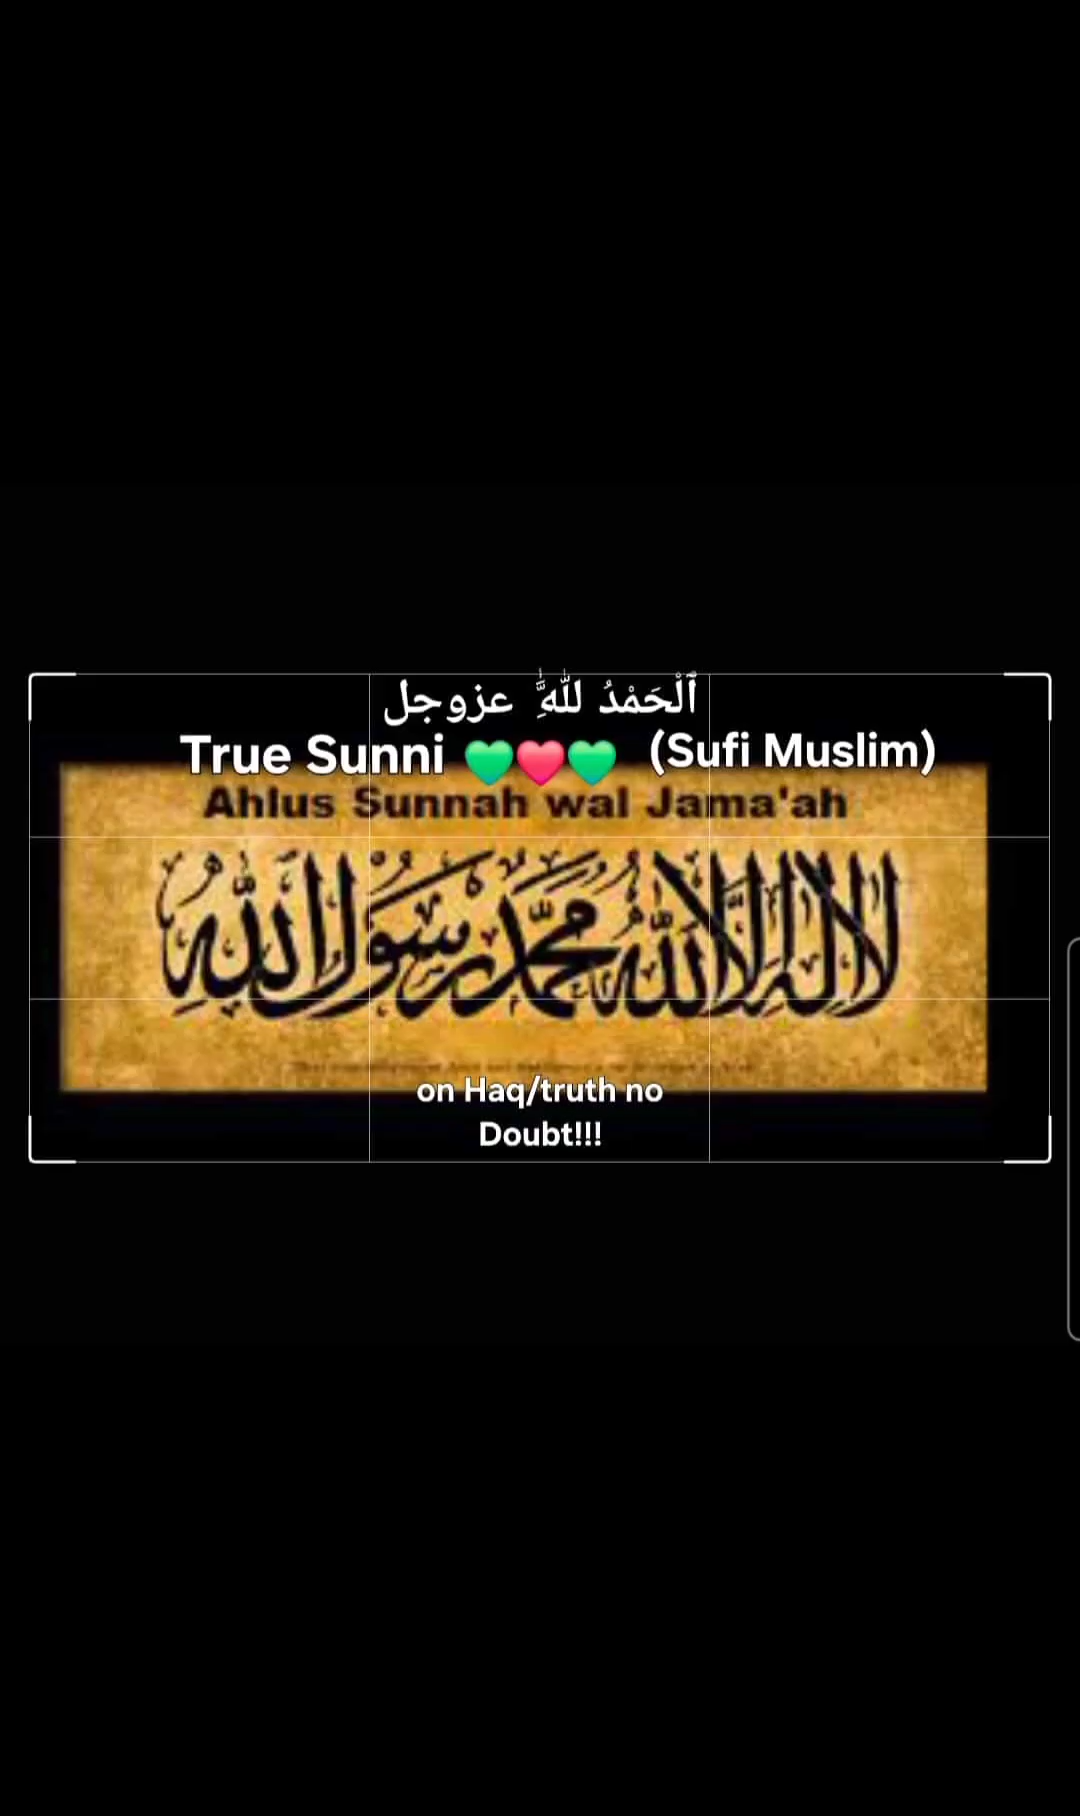 ٱلْحَمْدُ لِلَّٰهِ عزوجل
True Sunni 💚❤️💚 (Sufi Muslim)
Ahlus Sunnah wal Jama'ah
لا اله الا الله محمد رسول الله
on Haq/truth no
Doubt!!!